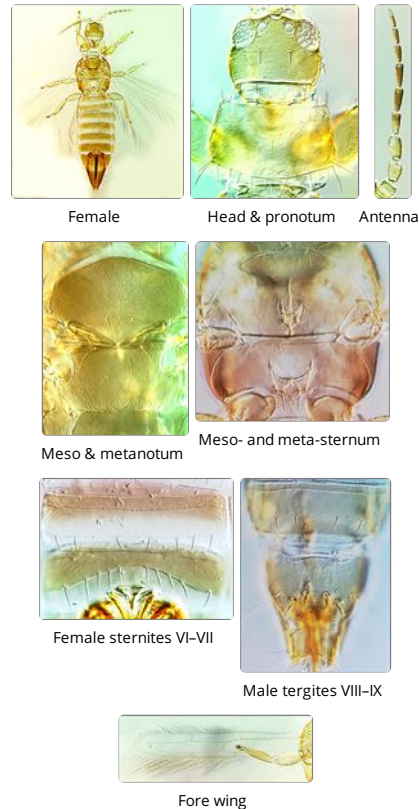 Female
Head & pronotum
Antenna
Meso & metanotum
Meso- and meta-sternum
Female sternites VI–VII
Male tergites VIII–IX
Fore wing